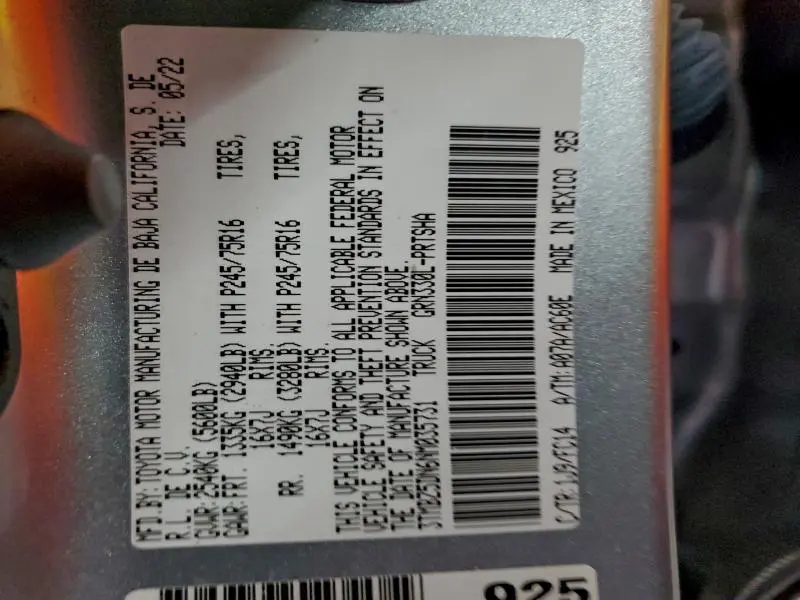 MFD.BY: TOYOTA MOTOR MANUFACTURING DE BAJA CALIFORNIA, S. DE
R.L. DE C.V. DATE: 05/22
GVWR: 2540KG (5600LB)
GAWR: FRT. 1335KG (2940LB) WITH P245/75R16 TIRES,
16X7J RIMS.
RR. 1490KG (3280LB) WITH P245/75R16 TIRES,
16X7J RIMS.
THIS VEHICLE CONFORMS TO ALL APPLICABLE FEDERAL MOTOR
VEHICLE SAFETY AND THEFT PREVENTION STANDARDS IN EFFECT ON
THE DATE OF MANUFACTURE SHOWN ABOVE.
3TMDZ5BN6NM035731 TRUCK GRN330L-PRTSHA
C/TR: 1J9/FC14 A/TM: A07A/AC60E MADE IN MEXICO 925
925